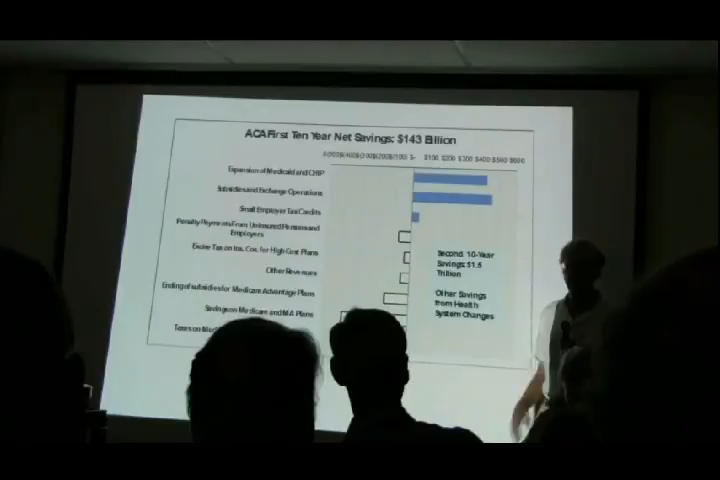 ACA First Ten Year Net Savings: $143 Billion
$100 $200 $300 $400 $500 $600
Expansion of Medicaid and CHIP
Subsidies and Exchange Operations
Small Employer Tax Credits
Penalty Payments From Uninsured Persons and
Employers
Excise Tax on Ins. Cos. for High-Cost Plans
Other Revenues
Ending of subsidies for Medicare Advantage Plans
Savings on Medicare and MA Plans
Taxes on
Second 10-Year
Savings: $1.5
Trillion
Other Savings
from Health
System Changes